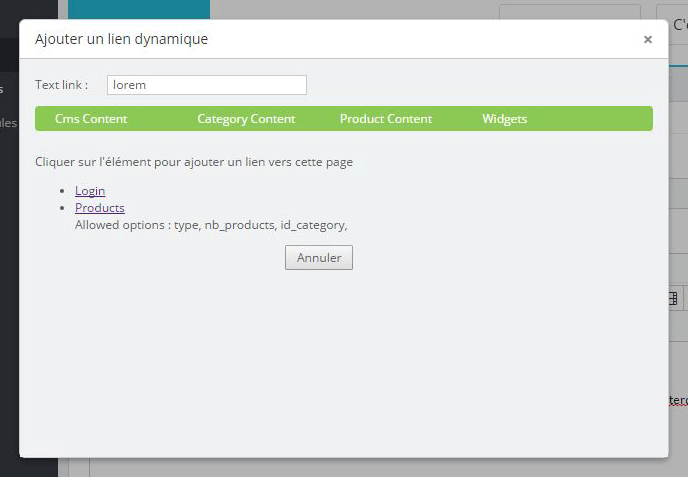 Ajouter un lien dynamique ×
C'
s
ules
Text link : lorem
Cms Content Category Content Product Content Widgets
Cliquer sur l'élément pour ajouter un lien vers cette page
• Login
• Products
Allowed options : type, nb_products, id_category,
Annuler